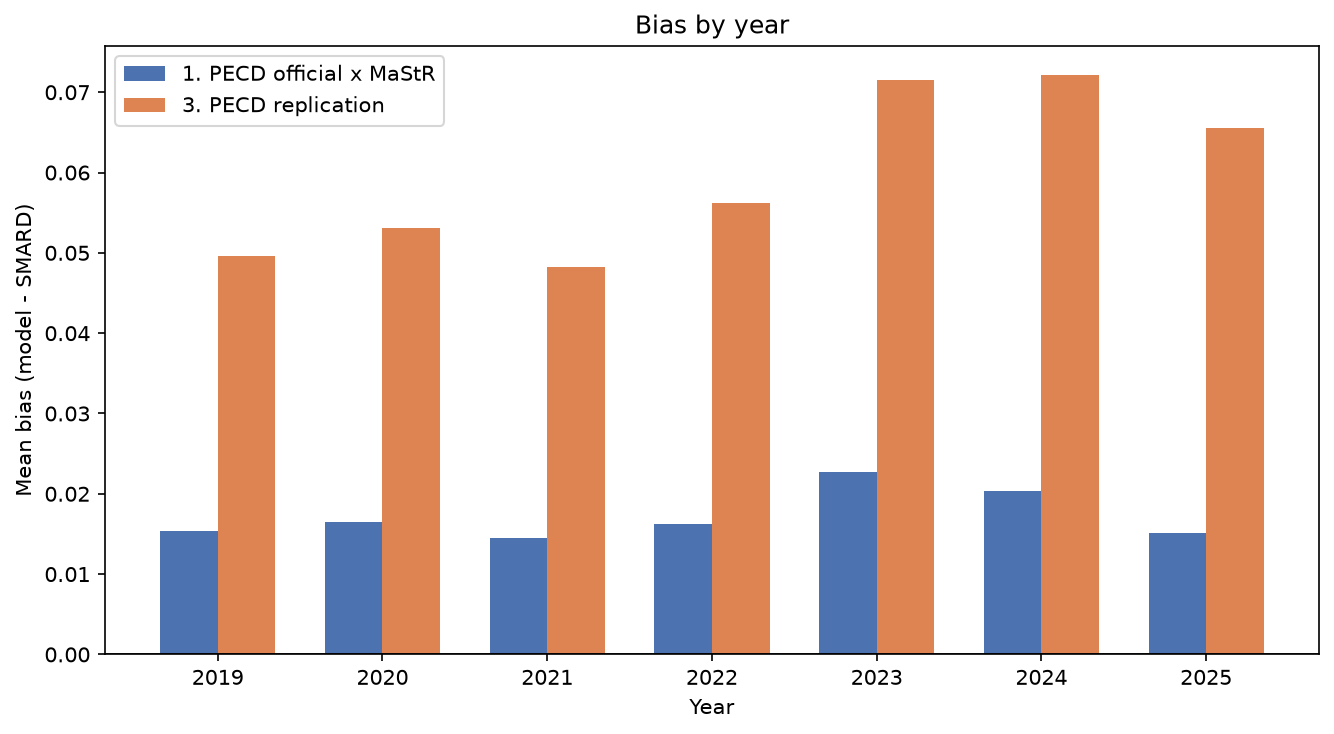 Bias by year
1. PECD official x MaStR
3. PECD replication
Mean bias (model - SMARD)
0.07
0.06
0.05
0.04
0.03
0.02
0.01
0.00
2019 2020 2021 2022 2023 2024 2025
Year